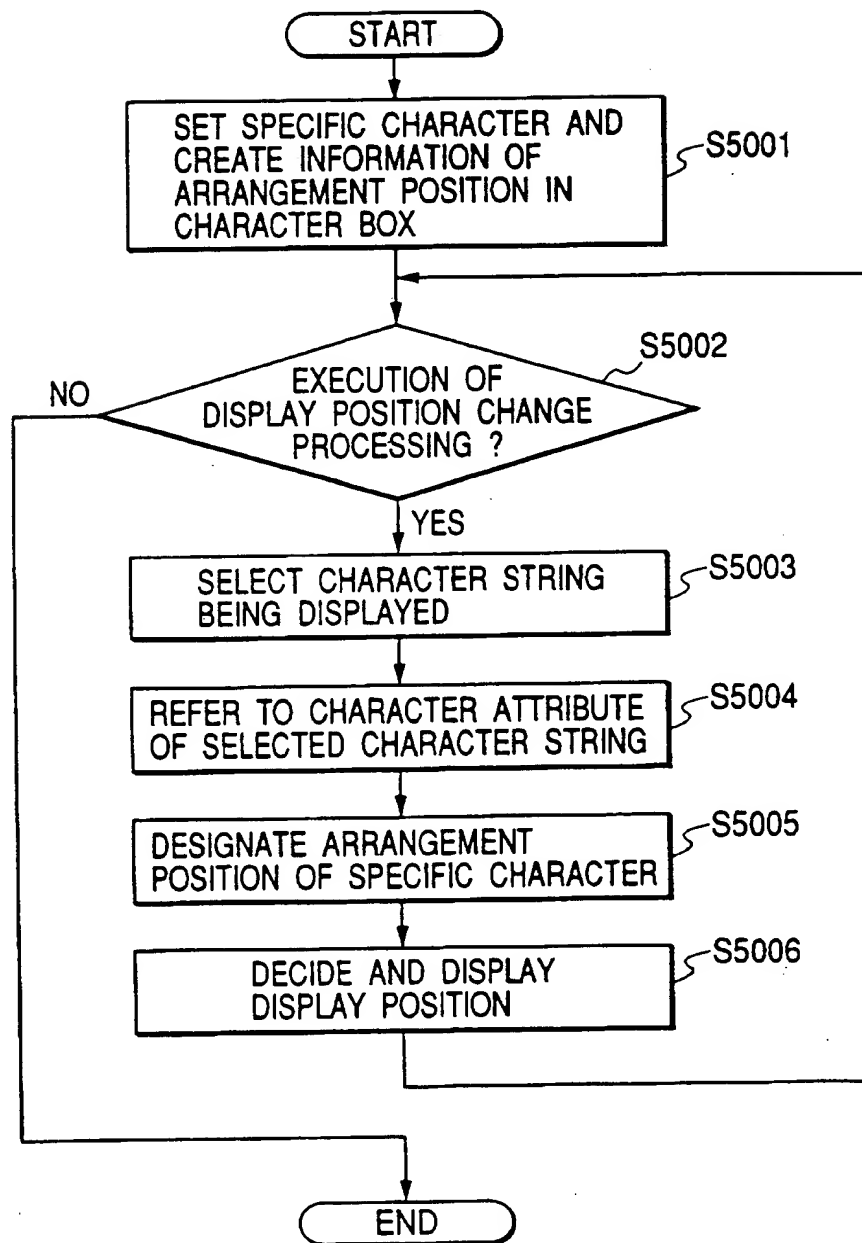 START
SET SPECIFIC CHARACTER AND
CREATE INFORMATION OF
ARRANGEMENT POSITION IN
CHARACTER BOX
S5001
S5002
NO
EXECUTION OF
DISPLAY POSITION CHANGE
PROCESSING ?
YES
SELECT CHARACTER STRING
BEING DISPLAYED
S5003
REFER TO CHARACTER ATTRIBUTE
OF SELECTED CHARACTER STRING
S5004
DESIGNATE ARRANGEMENT
POSITION OF SPECIFIC CHARACTER
S5005
DECIDE AND DISPLAY
DISPLAY POSITION
S5006
END